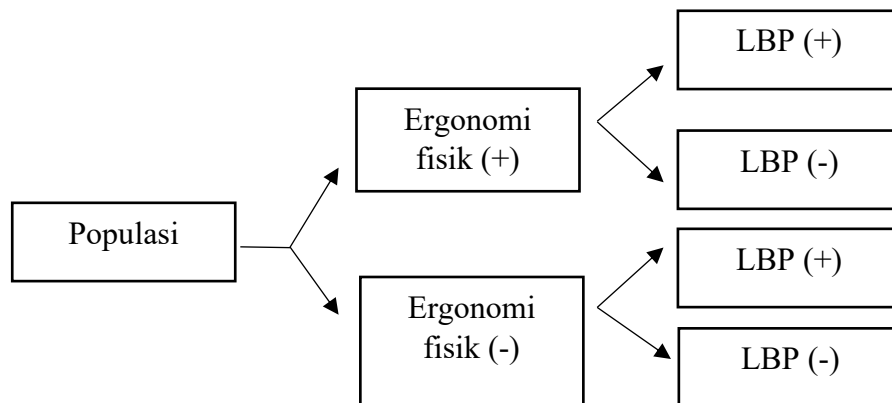 Populasi
Ergonomi
fisik (+)
Ergonomi
fisik (-)
LBP (+)
LBP (-)
LBP (+)
LBP (-)